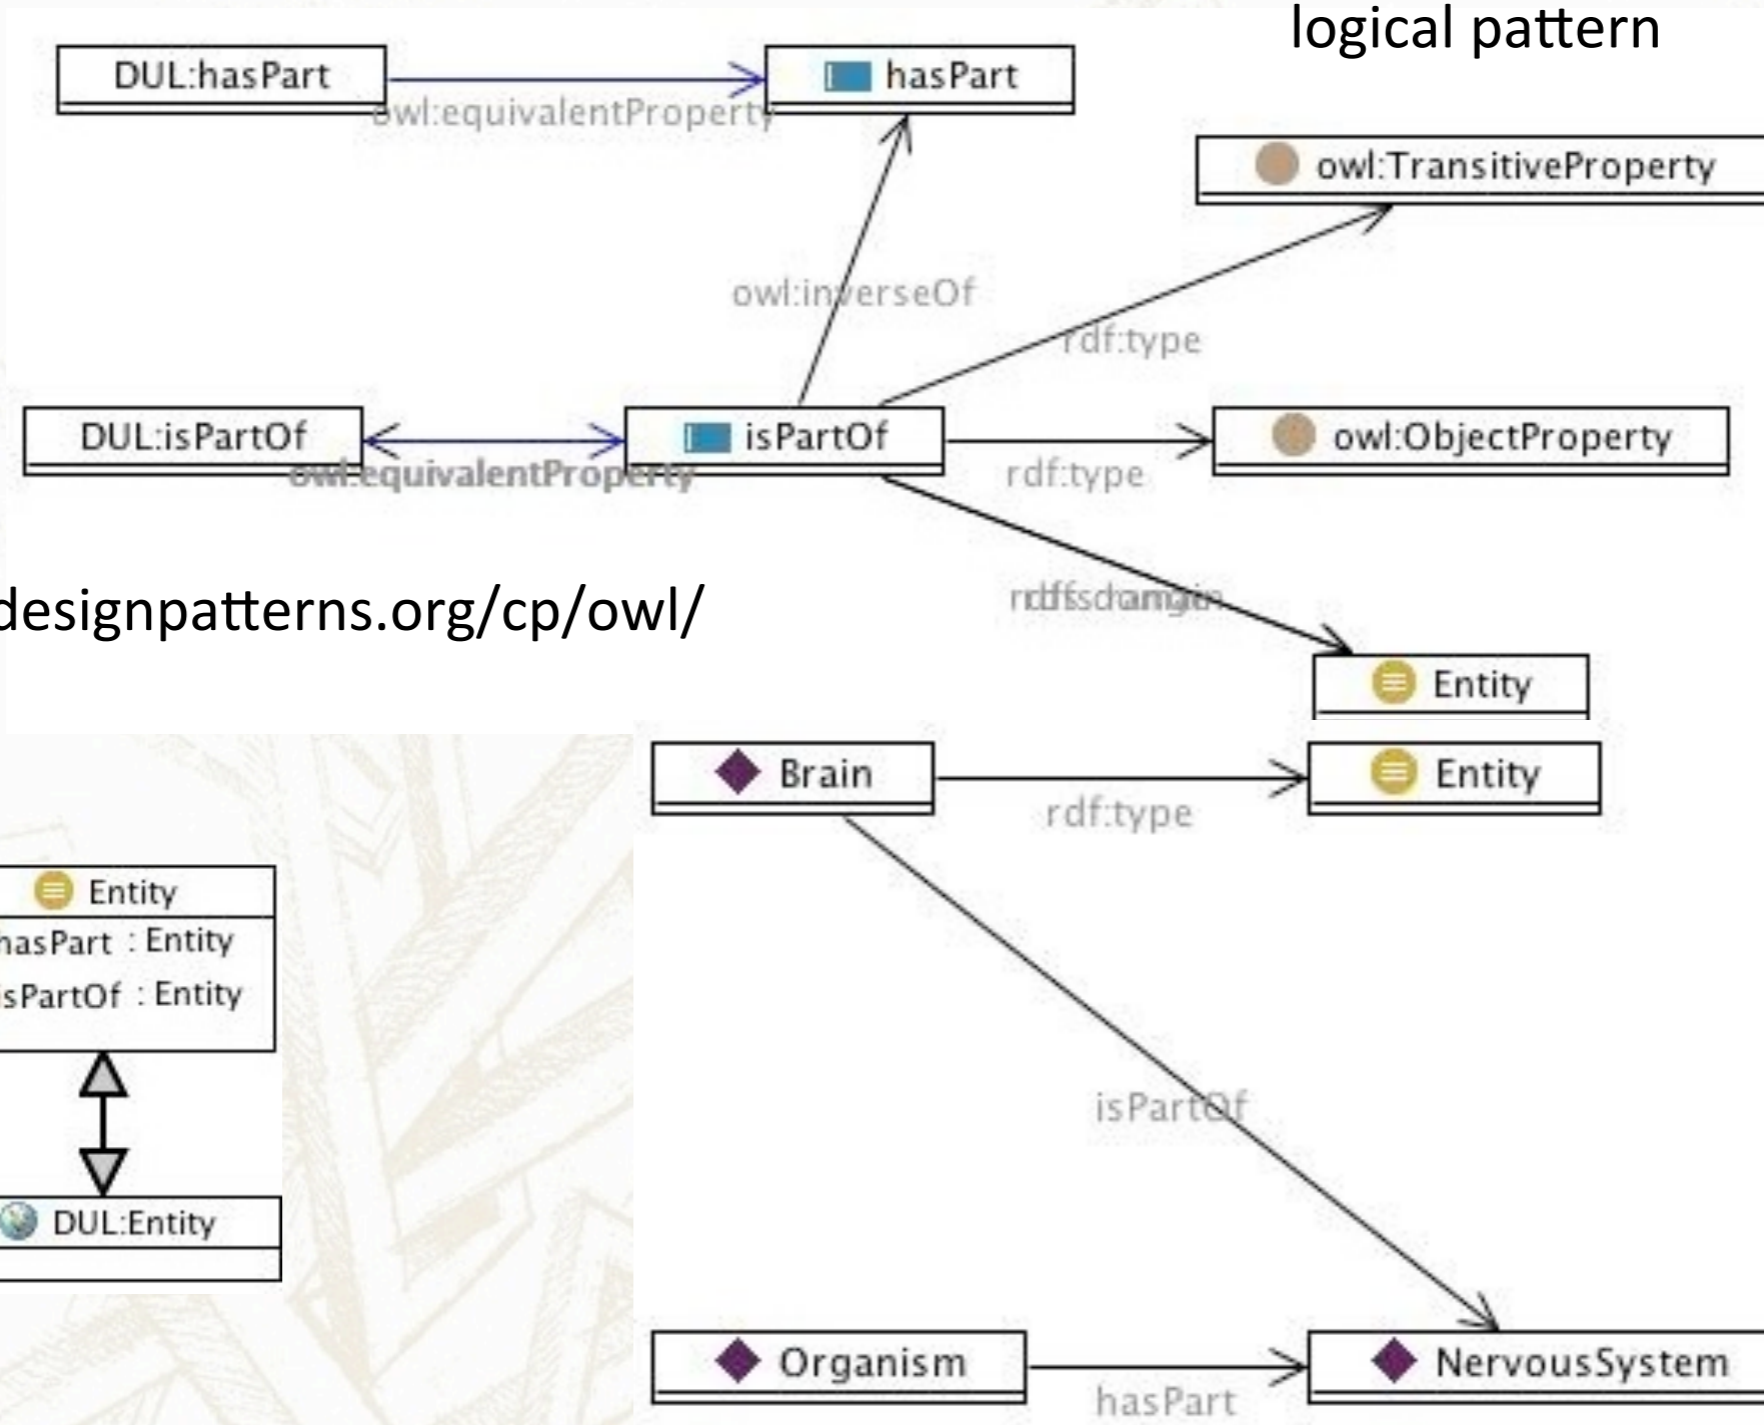 logical pattern
DUL:hasPart
owl:equivalentProperty
hasPart
owl:TransitiveProperty
owl:inverseOf
rdf:type
DUL:isPartOf
owl:equivalentProperty
isPartOf
rdf:type
owl:ObjectProperty
designpatterns.org/cp/owl/
Entity
Brain
rdf:type
Entity
Entity
hasPart : Entity
isPartOf : Entity
isPartOf
DUL:Entity
Organism
hasPart
NervousSystem